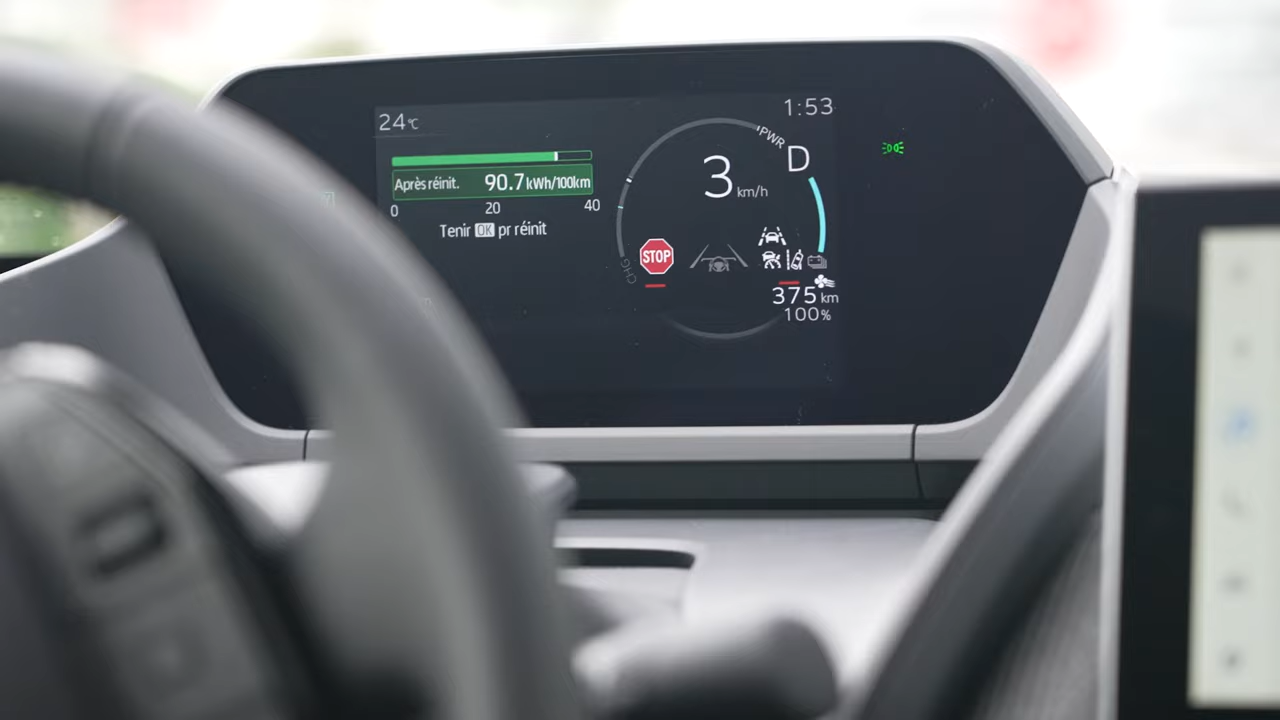 24°C
1:53
PWR
D
3 km/h
Après réinit. 90.7 kWh/100km
0 20 40
Tenir OK pr réinit
STOP
CHG
375 km
100%